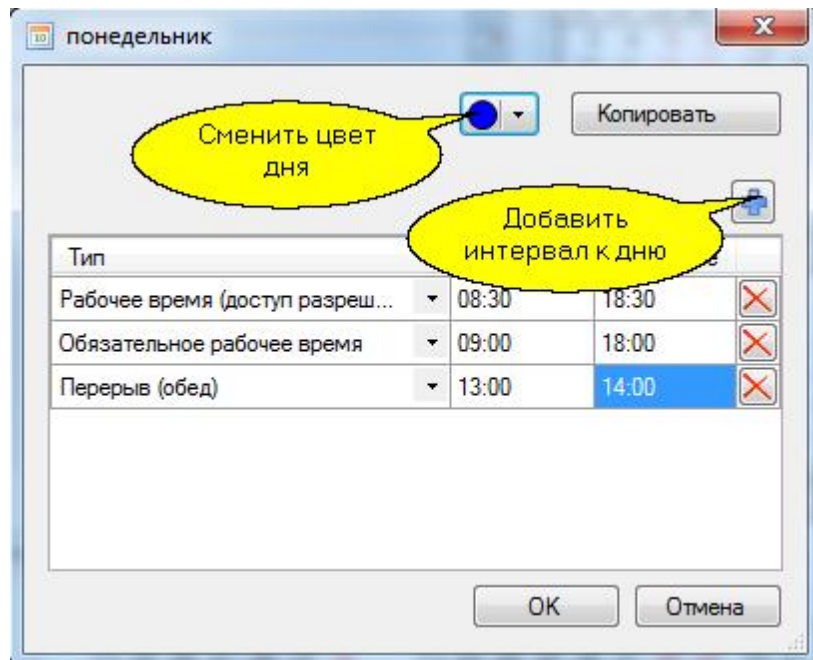 понедельник
Сменить цвет
дня
Копировать
Добавить
интервал к дню
Тип
Рабочее время (доступ разреш... 08:30 18:30
Обязательное рабочее время 09:00 18:00
Перерыв (обед) 13:00 14:00
OK Отмена